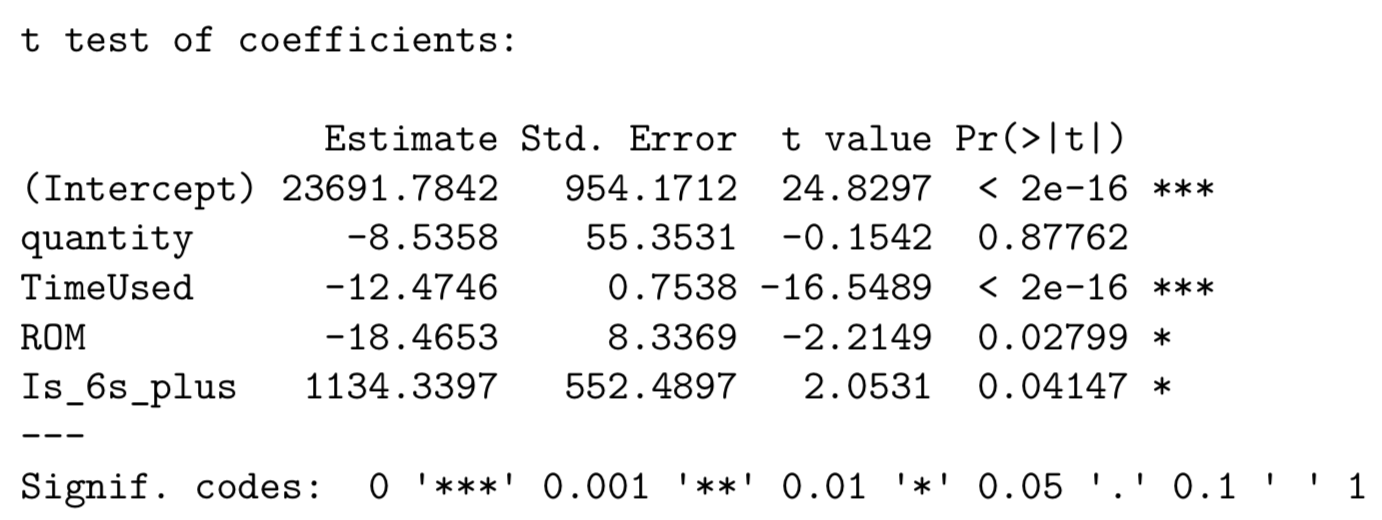 t test of coefficients:
Estimate Std. Error t value Pr(>|t|)
(Intercept) 23691.7842 954.1712 24.8297 < 2e-16 ***
quantity -8.5358 55.3531 -0.1542 0.87762
TimeUsed -12.4746 0.7538 -16.5489 < 2e-16 ***
ROM -18.4653 8.3369 -2.2149 0.02799 *
Is_6s_plus 1134.3397 552.4897 2.0531 0.04147 *
---
Signif. codes: 0 '***' 0.001 '**' 0.01 '*' 0.05 '.' 0.1 ' ' 1